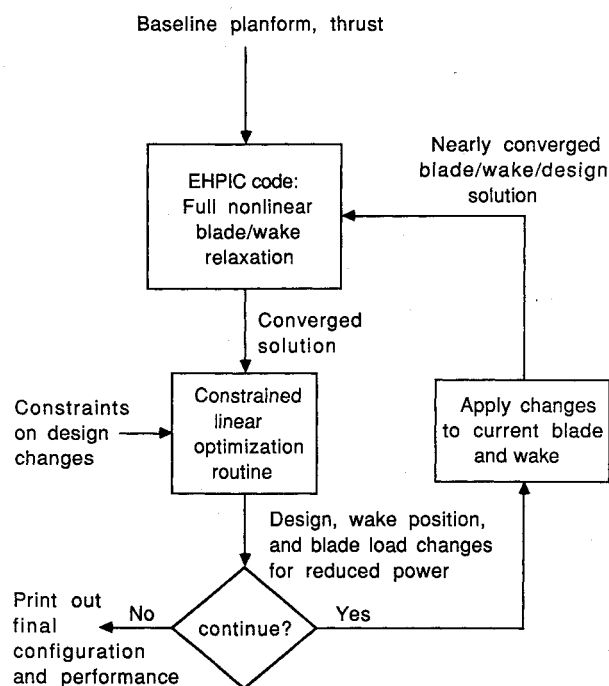 Baseline planform, thrust
Nearly converged
blade/wake/design
solution
EHPIC code:
Full nonlinear
blade/wake
relaxation
Converged
solution
Constraints
on design
changes
Constrained
linear
optimization
routine
Apply changes
to current blade
and wake
Design, wake position,
and blade load changes
for reduced power
Print out
final
configuration
and performance
No
continue?
Yes